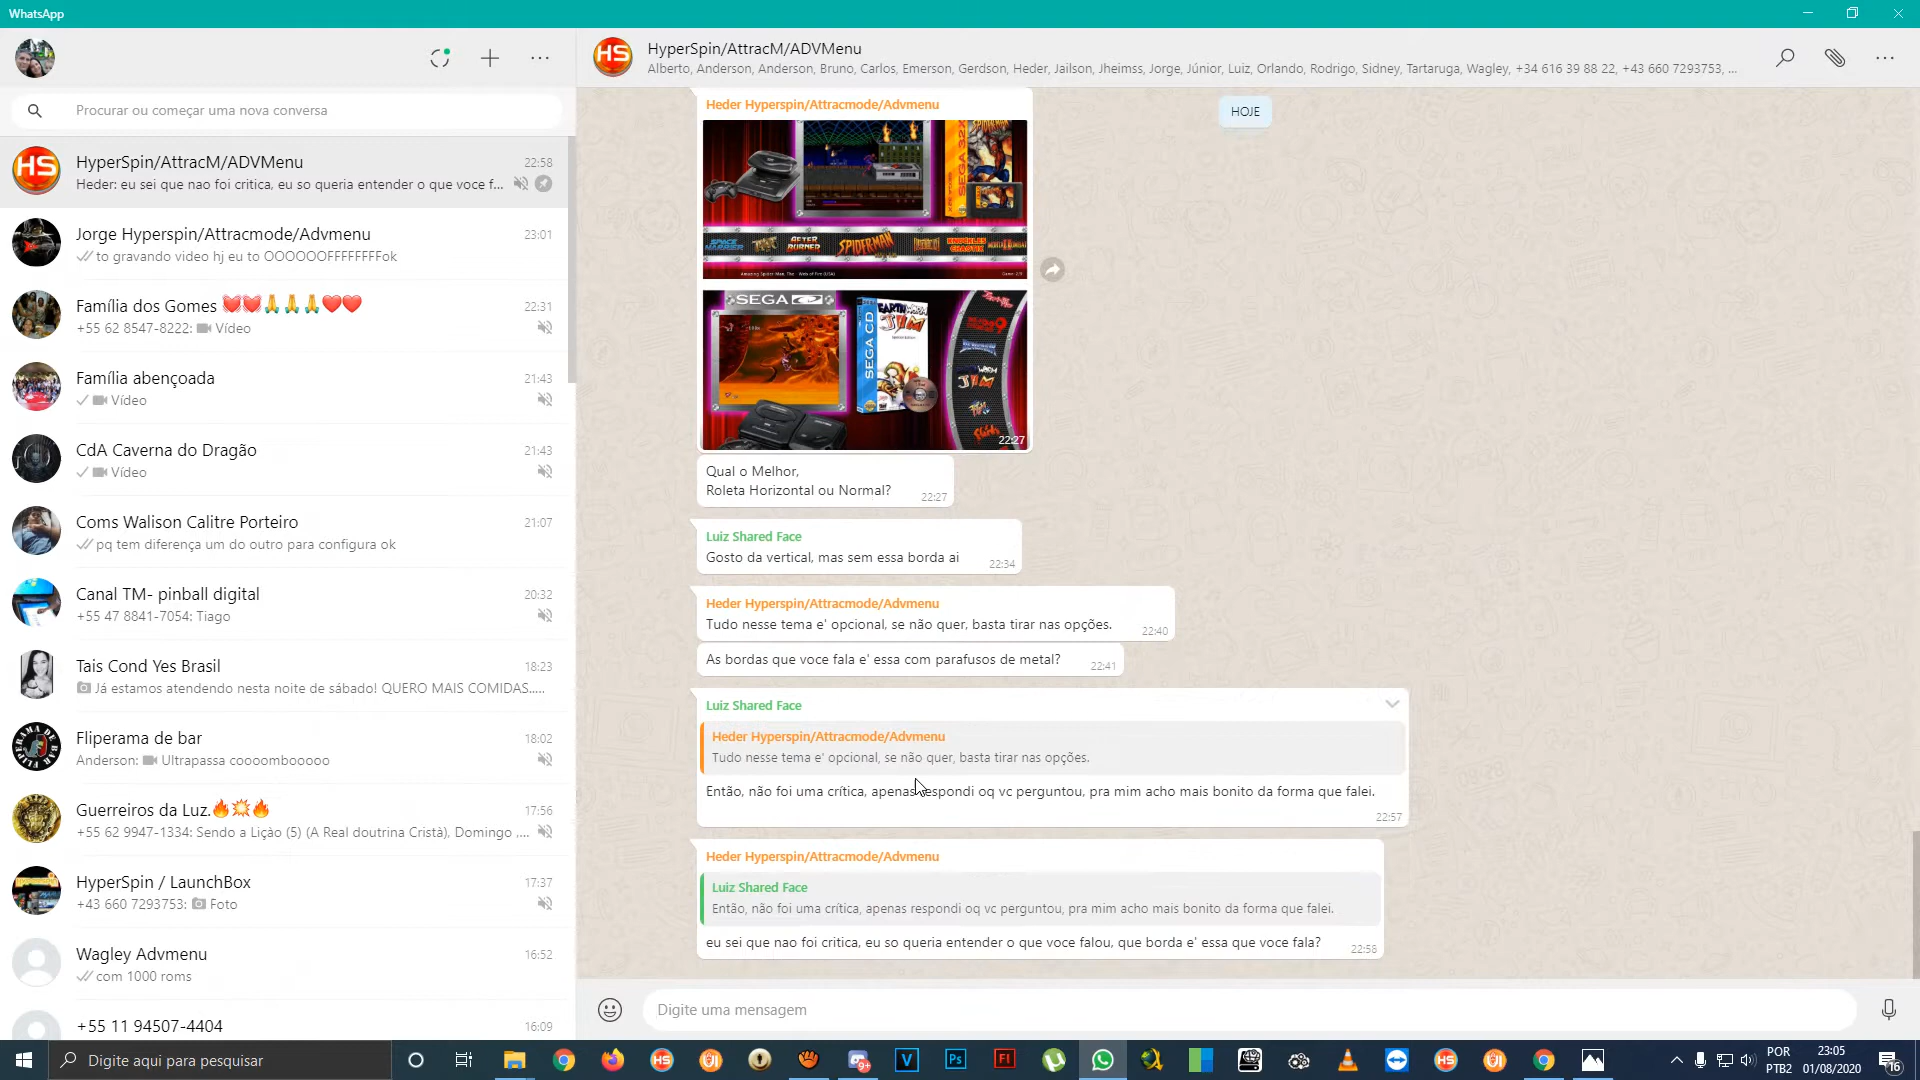 WhatsApp
HyperSpin/AttracM/ADVMenu
Alberto, Anderson, Anderson, Bruno, Carlos, Emerson, Gerdson, Heder, Jailson, Jheimss, Jorge, Júnior, Luiz, Orlando, Rodrigo, Sidney, Tartaruga, Wagley, +34 616 39 88 22, +43 660 7293753, ...
Procurar ou começar uma nova conversa
HyperSpin/AttracM/ADVMenu 22:58
Heder: eu sei que nao foi critica, eu so queria entender o que voce f...
Jorge Hyperspin/Attracmode/Advmenu 23:01
to gravando video hj eu to OOOOOOFFFFFFFFok
Família dos Gomes 💓💓🙏🙏🙏❤️❤️ 22:31
+55 62 8547-8222: Vídeo
Família abençoada 21:43
Vídeo
CdA Caverna do Dragão 21:43
Vídeo
Coms Walison Calitre Porteiro 21:07
pq tem diferença um do outro para configura ok
Canal TM- pinball digital 20:32
+55 47 8841-7054: Tiago
Tais Cond Yes Brasil 18:23
Já estamos atendendo nesta noite de sábado! QUERO MAIS COMIDAS.....
Fliperama de bar 18:02
Anderson: Ultrapassa coooombooooo
Guerreiros da Luz.🔥💥🔥 17:56
+55 62 9947-1334: Sendo a Lição (5) (A Real doutrina Cristà), Domingo ....
HyperSpin / LaunchBox 17:37
+43 660 7293753: Foto
Wagley Advmenu 16:52
com 1000 roms
+55 11 94507-4404 16:09
HOJE
Heder Hyperspin/Attracmode/Advmenu
SEGA 32X
AFTER BURNER
SPIDER-MAN
KNUCKLES CHAOTIX
SEGA
EARTHWORM JIM
SEGA CD
22:27
Qual o Melhor,
Roleta Horizontal ou Normal? 22:27
Luiz Shared Face
Gosto da vertical, mas sem essa borda ai 22:34
Heder Hyperspin/Attracmode/Advmenu
Tudo nesse tema e' opcional, se não quer, basta tirar nas opções. 22:40
As bordas que voce fala e' essa com parafusos de metal? 22:41
Luiz Shared Face
Heder Hyperspin/Attracmode/Advmenu
Tudo nesse tema e' opcional, se não quer, basta tirar nas opções.
Então, não foi uma crítica, apenas respondi oq vc perguntou, pra mim acho mais bonito da forma que falei.
22:57
Heder Hyperspin/Attracmode/Advmenu
Luiz Shared Face
Então, não foi uma crítica, apenas respondi oq vc perguntou, pra mim acho mais bonito da forma que falei.
eu sei que nao foi critica, eu so queria entender o que voce falou, que borda e' essa que voce fala? 22:58
Digite uma mensagem
Digite aqui para pesquisar
POR
PTB2
23:05
01/08/2020
16